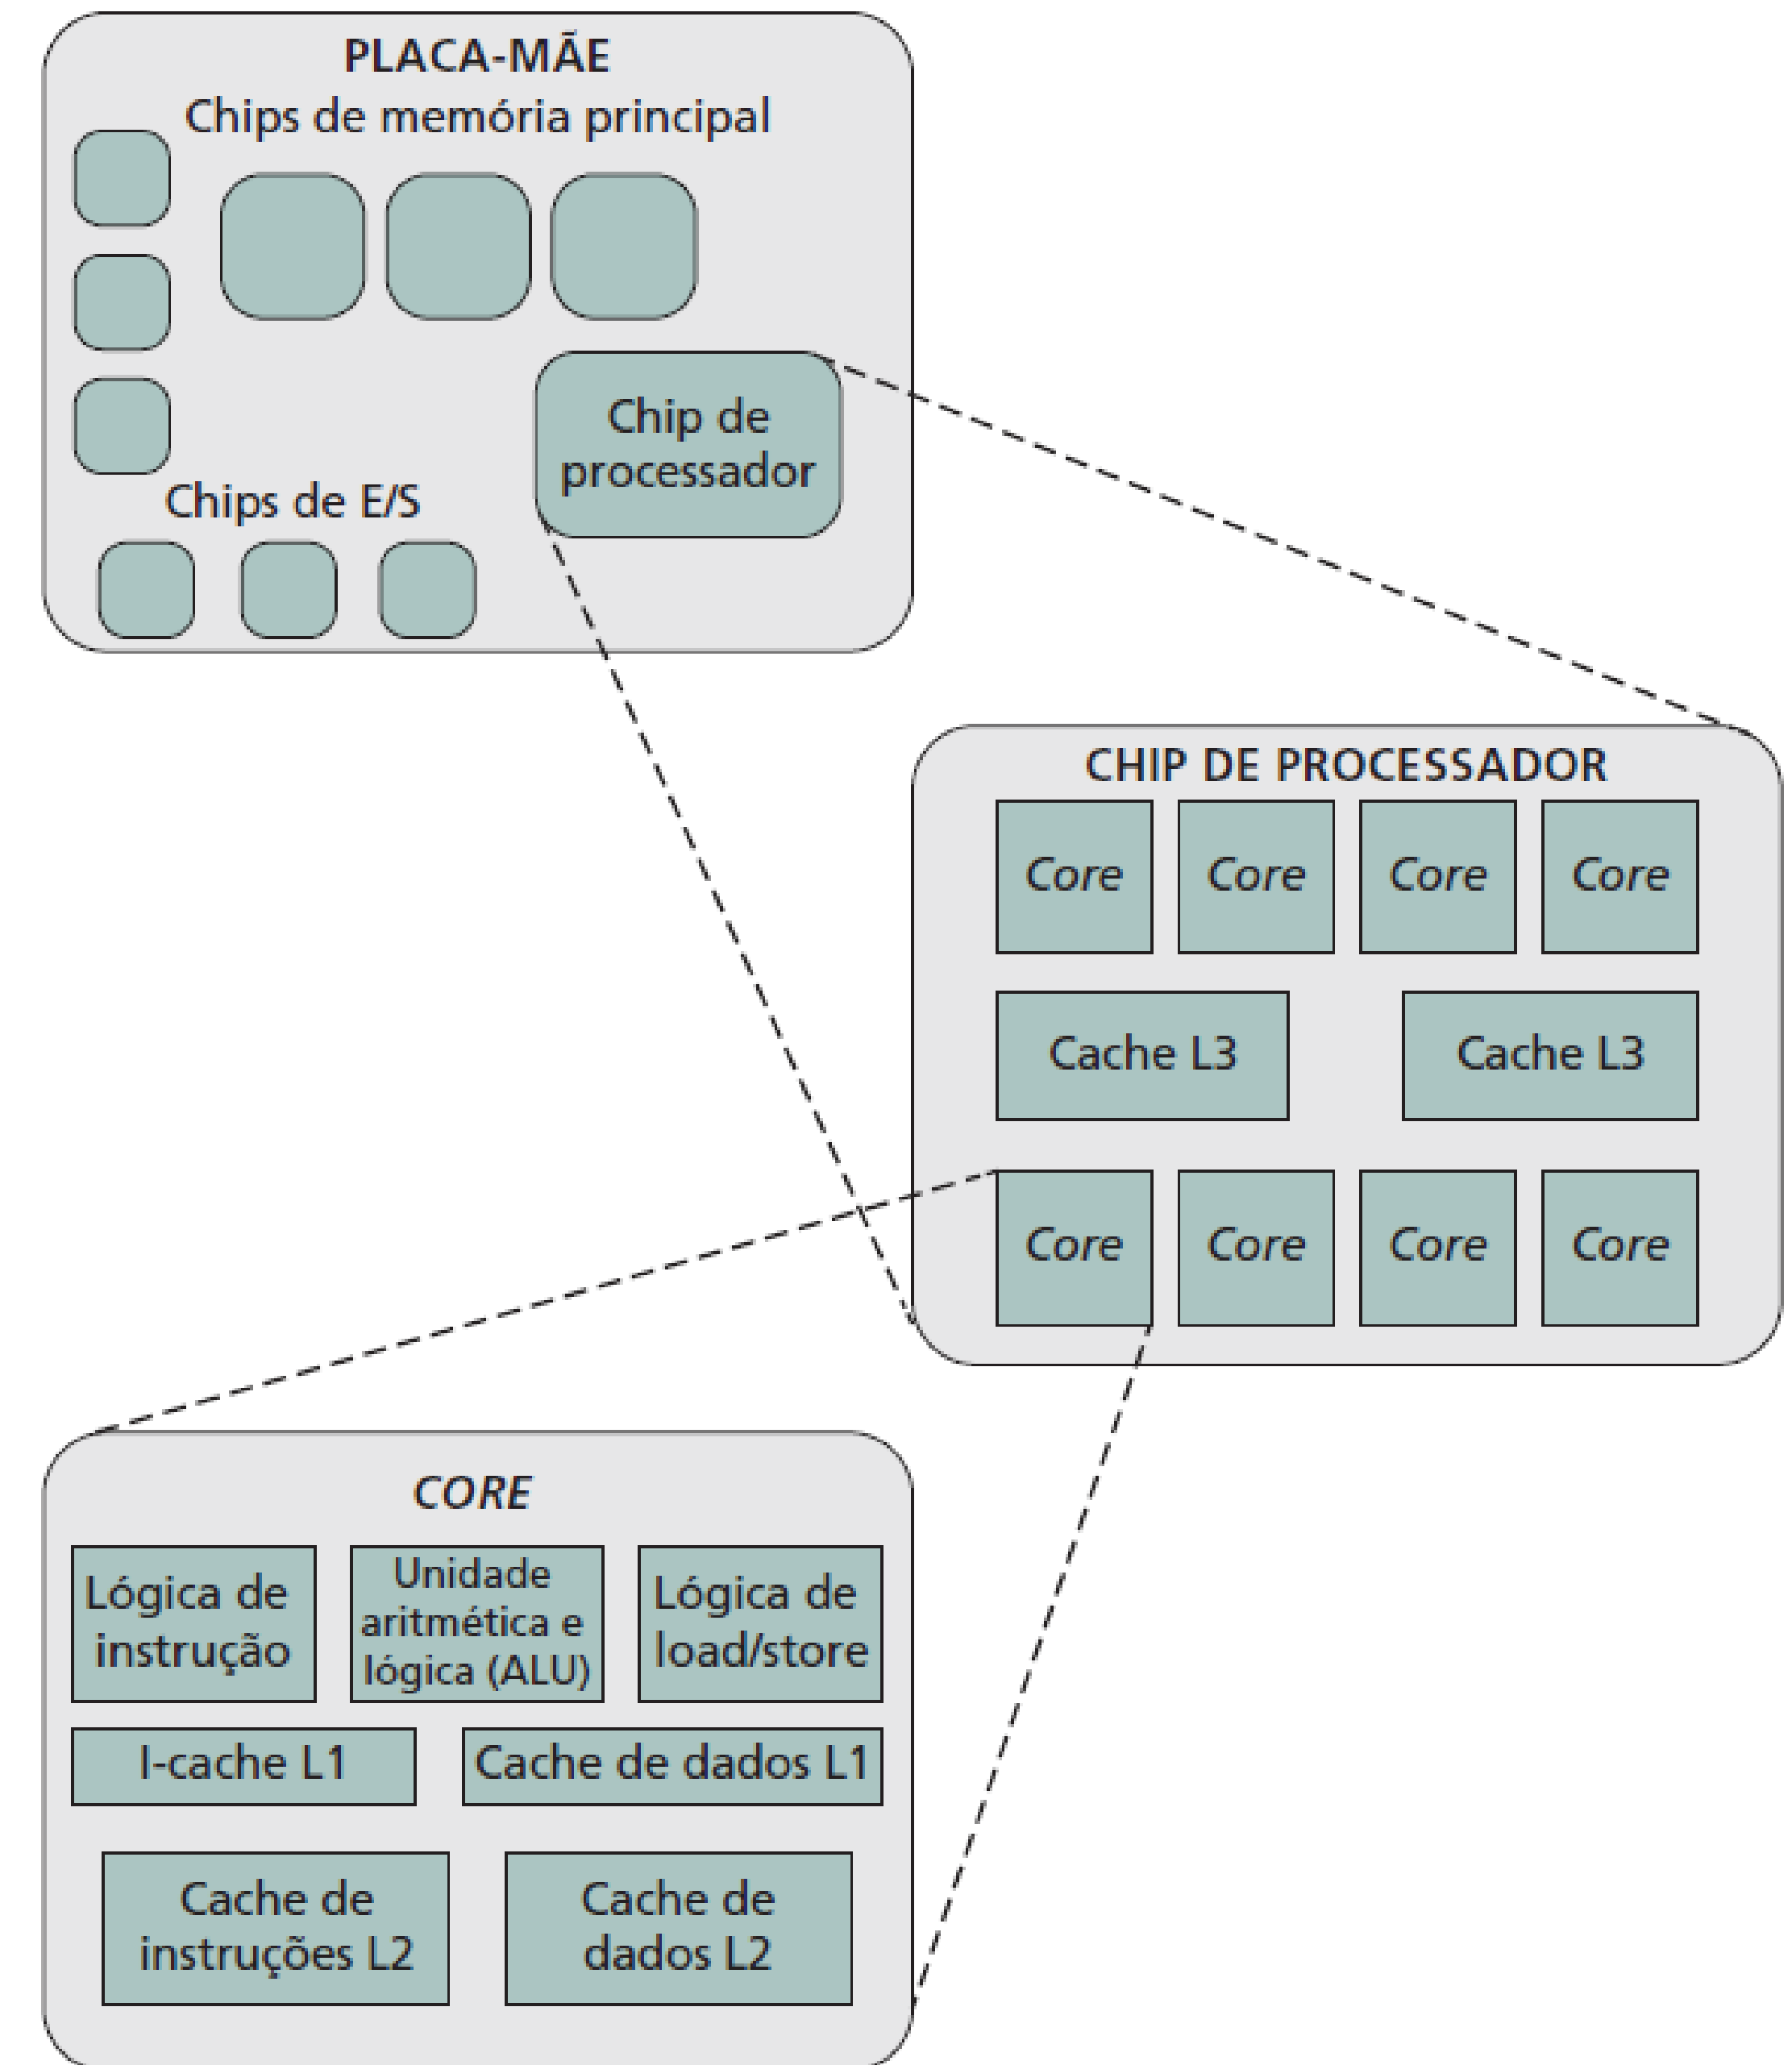 PLACA-MÃE
Chips de memória principal
Chip de
processador
Chips de E/S
CHIP DE PROCESSADOR
Core Core Core Core
Cache L3 Cache L3
Core Core Core Core
CORE
Lógica de
instrução
Unidade
aritmética e
lógica (ALU)
Lógica de
load/store
I-cache L1
Cache de dados L1
Cache de
instruções L2
Cache de
dados L2